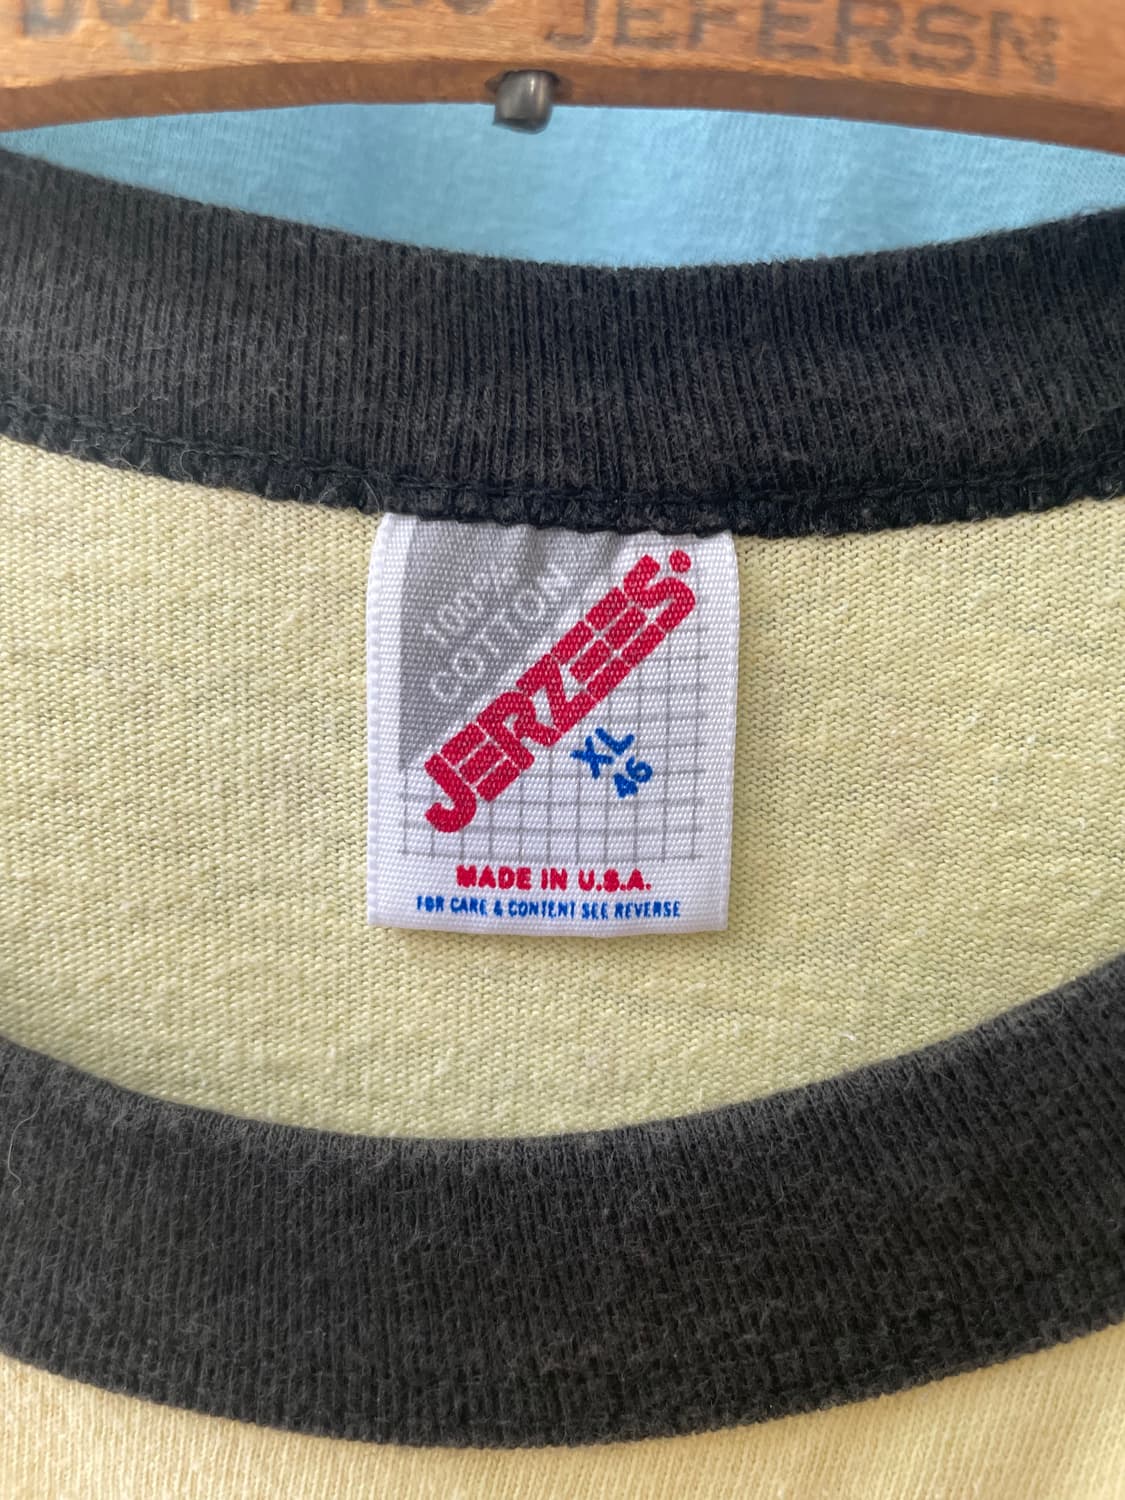 JEFERSN
100%
COTTON
JERZEES.
XL
46
MADE IN U.S.A.
FOR CARE & CONTENT SEE REVERSE